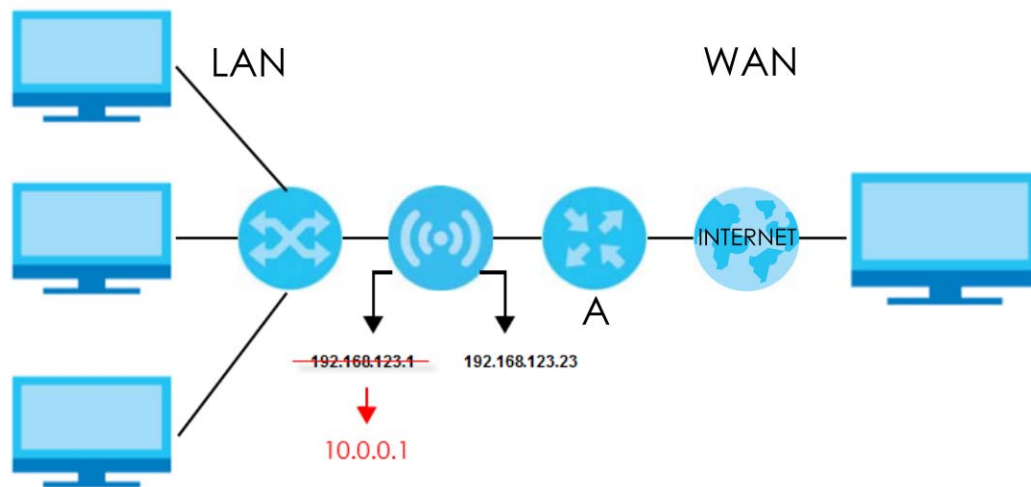 LAN
WAN
INTERNET
A
192.168.123.1
192.168.123.23
10.0.0.1